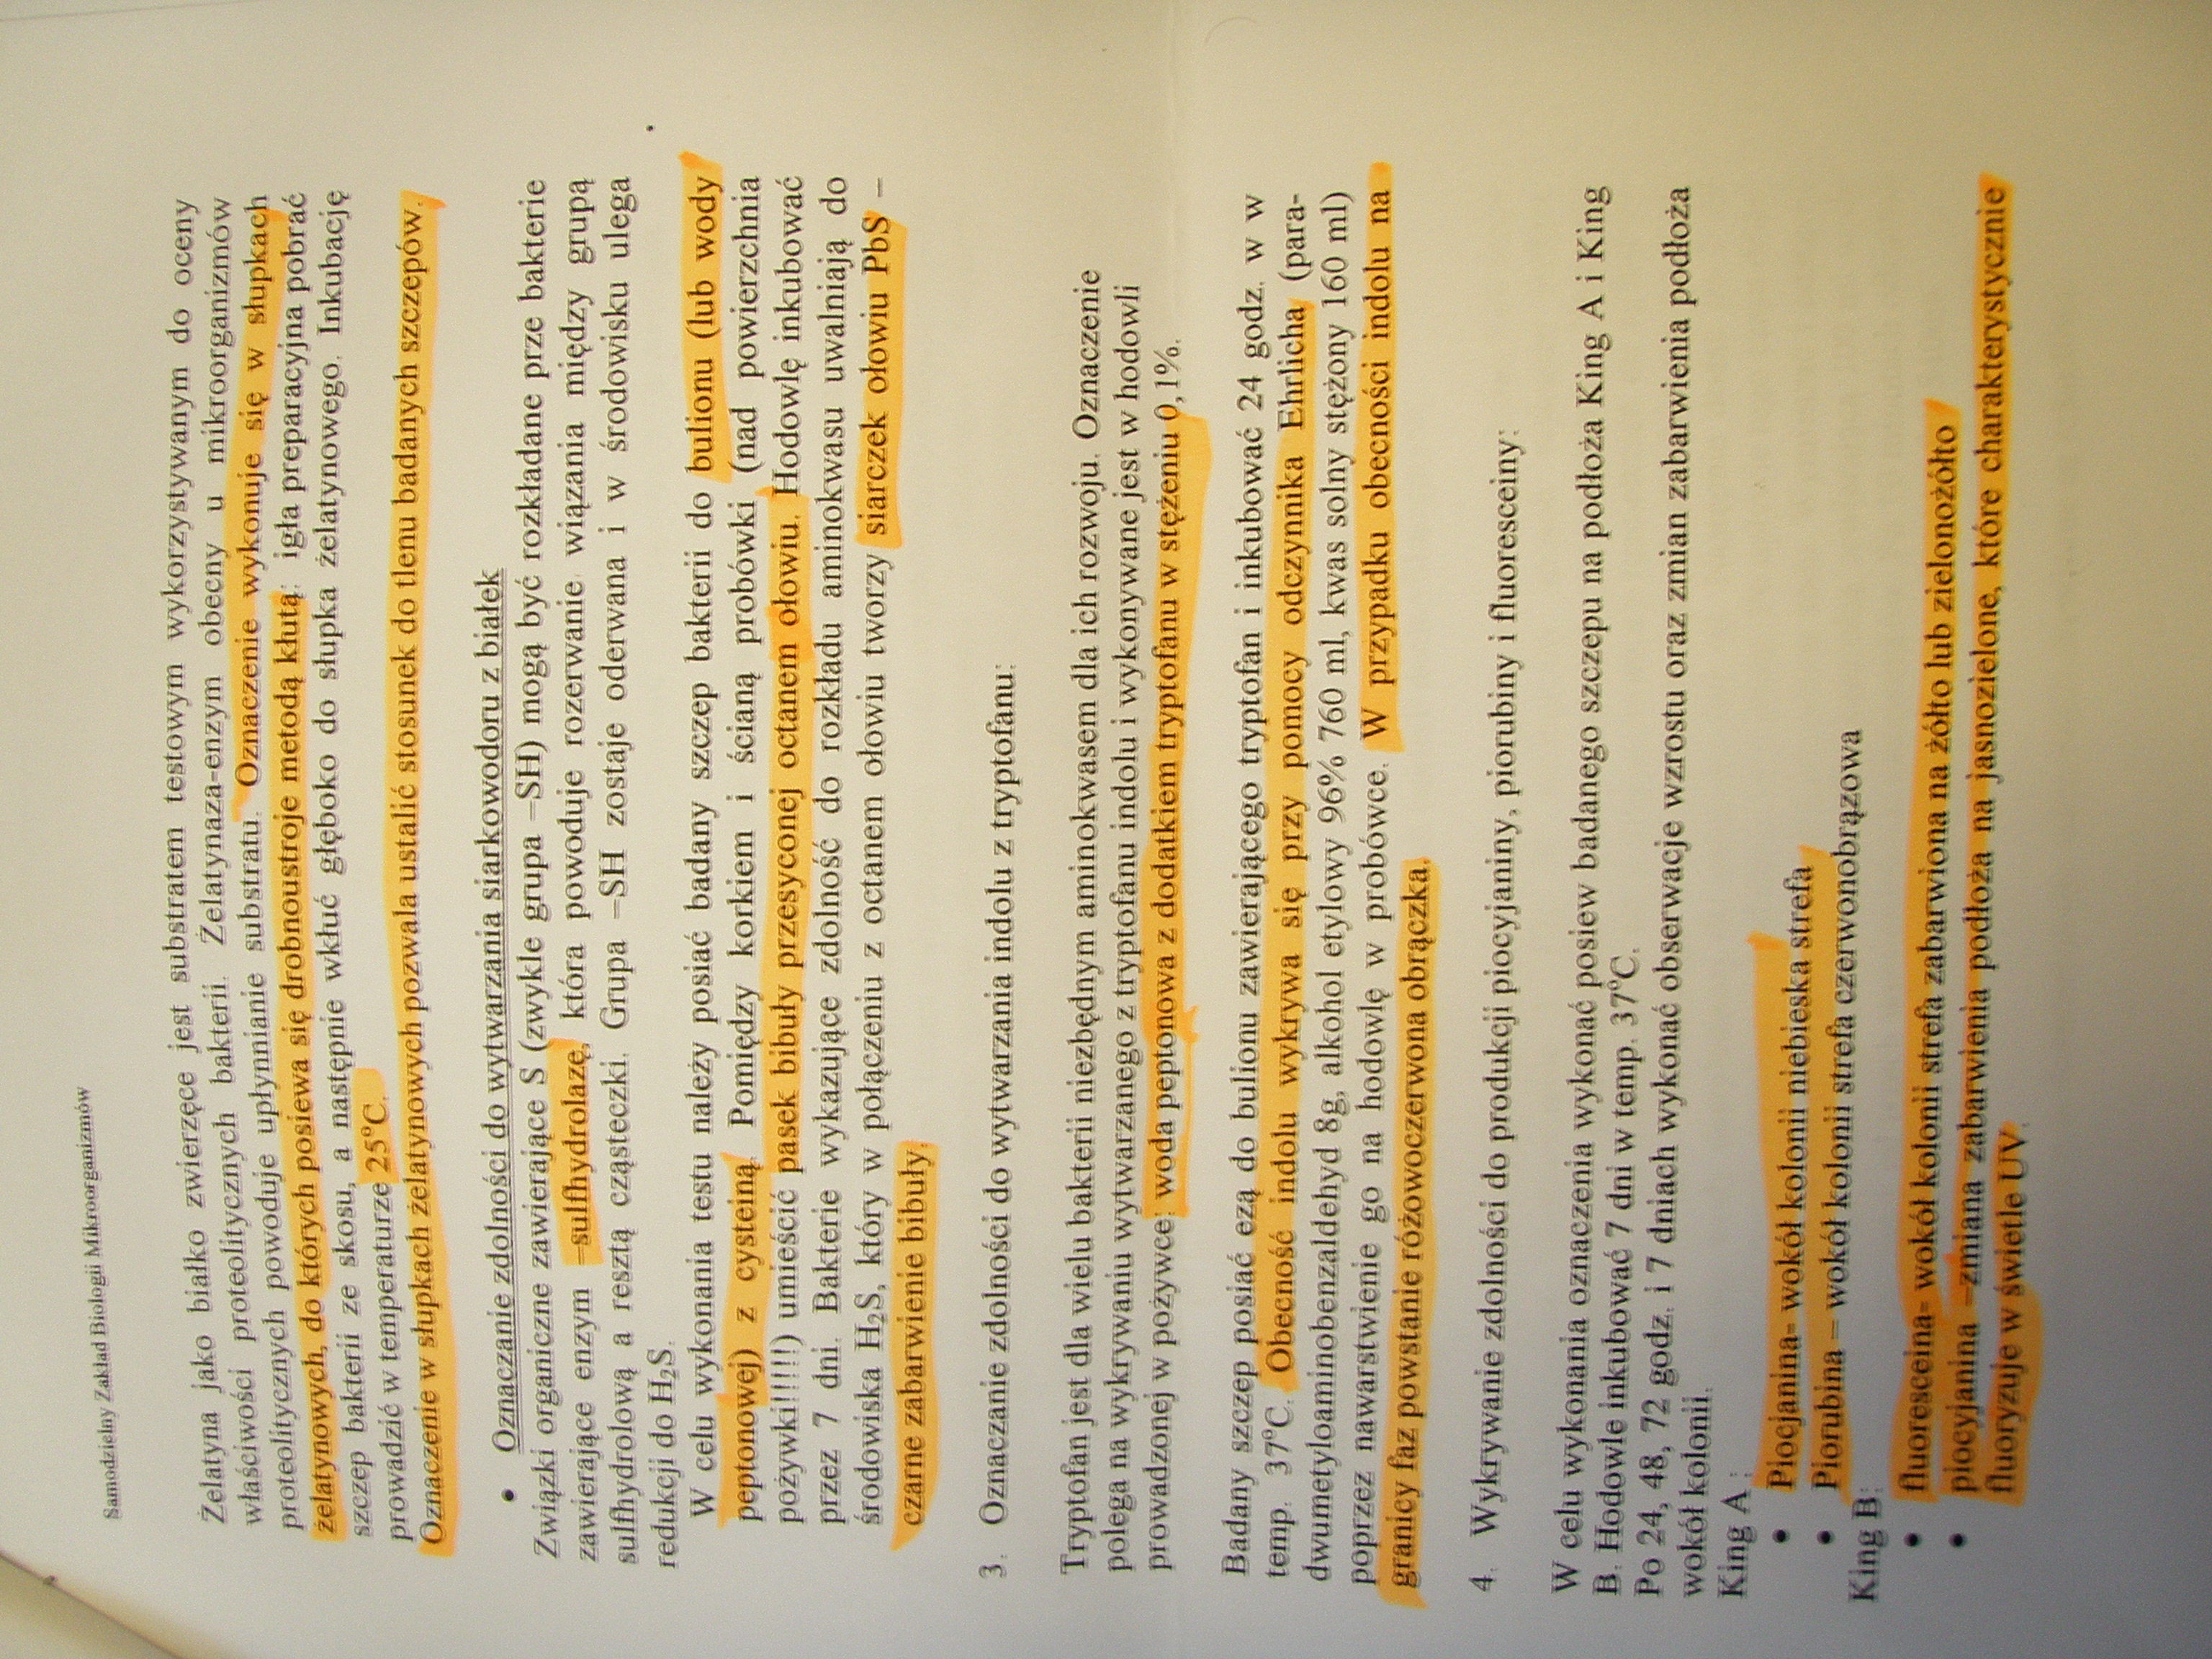 Samodzielny Zakład Biologii Mikroorganizmów
Żelatyna jako białko zwierzęce jest substratem testowym wykorzystywanym do oceny
właściwości proteolitycznych bakterii. Żelatynaza-enzym obecny u mikroorganizmów
proteolitycznych powoduje upłynnianie substratu. Oznaczenie wykonuje się w słupkach
żelatynowych, do których posiewa się drobnoustroje metodą kłutą: igła preparacyjna pobrać
szczep bakterii ze skosu, a następnie wkłuć głęboko do słupka żelatynowego. Inkubację
prowadzić w temperaturze 25°C.
Oznaczenie w słupkach żelatynowych pozwala ustalić stosunek do tlenu badanych szczepów.
• Oznaczanie zdolności do wytwarzania siarkowodoru z białek
Związki organiczne zawierające S (zwykle grupa –SH) mogą być rozkładane prze bakterie
zawierające enzym –sulfhydrolazę, która powoduje rozerwanie wiązania między grupą
sulfhydrolową a resztą cząsteczki. Grupa –SH zostaje oderwana i w środowisku ulega
redukcji do H₂S.
W celu wykonania testu należy posiać badany szczep bakterii do bulionu (lub wody
peptonowej) z cysteiną. Pomiędzy korkiem i ścianą probówki (nad powierzchnia
pożywki!!!!!) umieścić pasek bibuły przesyconej octanem ołowiu. Hodowlę inkubować
przez 7 dni. Bakterie wykazujące zdolność do rozkładu aminokwasu uwalniają do
środowiska H₂S, który w połączeniu z octanem ołowiu tworzy siarczek ołowiu PbS –
czarne zabarwienie bibuły.
3. Oznaczanie zdolności do wytwarzania indolu z tryptofanu:
Tryptofan jest dla wielu bakterii niezbędnym aminokwasem dla ich rozwoju. Oznaczenie
polega na wykrywaniu wytwarzanego z tryptofanu indolu i wykonywane jest w hodowli
prowadzonej w pożywce: woda peptonowa z dodatkiem tryptofanu w stężeniu 0,1%.
Badany szczep posiać ezą do bulionu zawierającego tryptofan i inkubować 24 godz. w w
temp. 37°C. Obecność indolu wykrywa się przy pomocy odczynnika Ehrlicha (para-
dwumetyloaminobenzaldehyd 8g, alkohol etylowy 96% 760 ml, kwas solny stężony 160 ml)
poprzez nawarstwienie go na hodowlę w probówce. W przypadku obecności indolu na
granicy faz powstanie różowoczerwona obrączka.
4. Wykrywanie zdolności do produkcji piocyjaniny, piorubiny i fluoresceiny:
W celu wykonania oznaczenia wykonać posiew badanego szczepu na podłoża King A i King
B. Hodowle inkubować 7 dni w temp. 37°C.
Po 24, 48, 72 godz. i 7 dniach wykonać obserwacje wzrostu oraz zmian zabarwienia podłoża
wokół kolonii.
King A:
• Piocjanina- wokół kolonii niebieska strefa
• Piorubina – wokół kolonii strefa czerwonobrązowa
King B:
• fluoresceina- wokół kolonii strefa zabarwiona na żółto lub zielonożółto
• piocyjanina –zmiana zabarwienia podłoża na jasnozielone, które charakterystycznie
fluoryzuje w świetle UV.